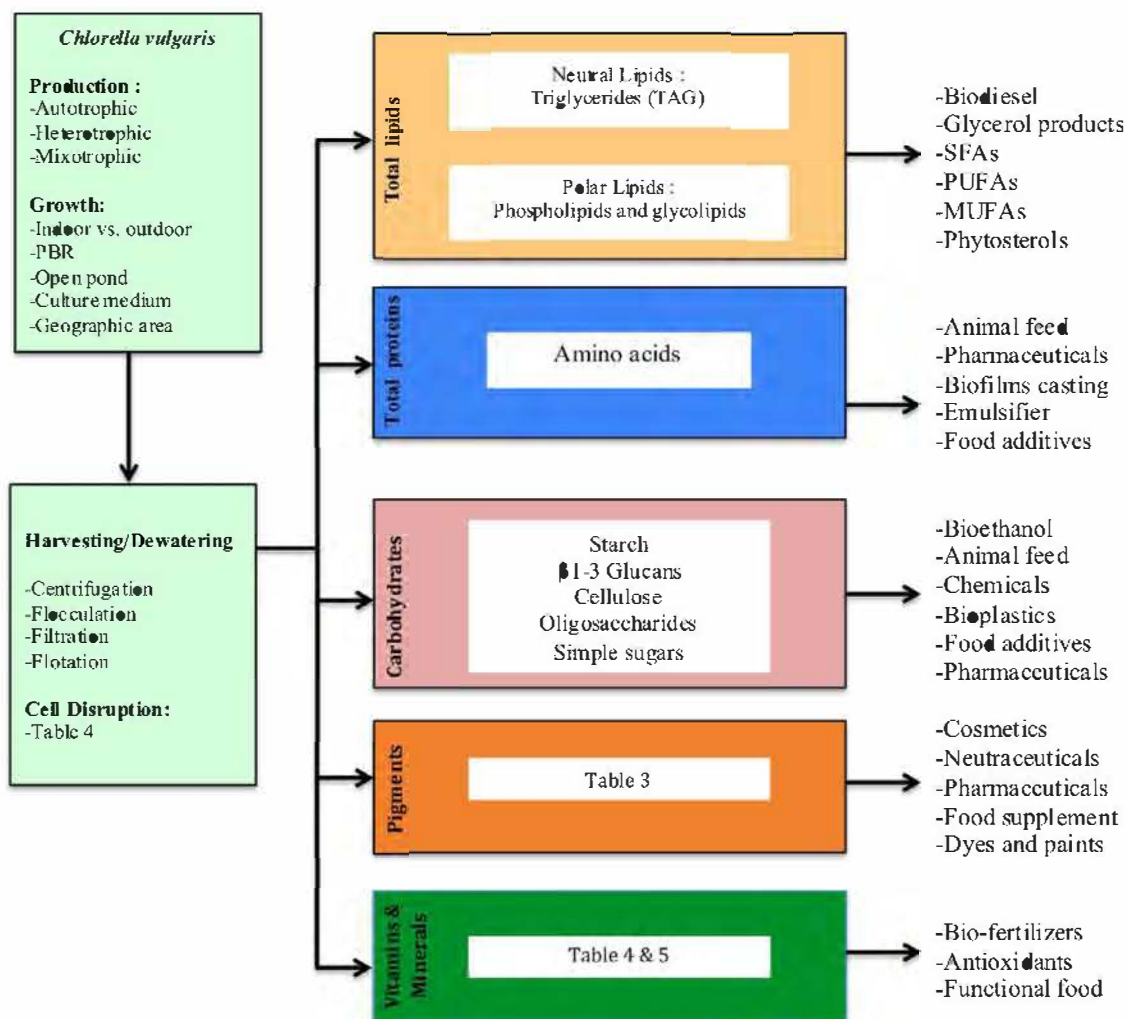 Chlorella vulgaris
Production :
-Autotrophic
-Heterotrophic
-Mixotrophic
Growth:
-Indoor vs. outdoor
-PBR
-Open pond
-Culture medium
-Geographic area
Harvesting/Dewatering
-Centrifugation
-Flocculation
-Filtration
-Flotation
Cell Disruption:
-Table 4
Total lipids
Neutral Lipids :
Triglycerides (TAG)
Polar Lipids :
Phospholipids and glycolipids
-Biodiesel
-Glycerol products
-SFAs
-PUFAs
-MUFAs
-Phytosterols
Total proteins
Amino acids
-Animal feed
-Pharmaceuticals
-Biofilms casting
-Emulsifier
-Food additives
Carbohydrates
Starch
β1-3 Glucans
Cellulose
Oligosaccharides
Simple sugars
-Bioethanol
-Animal feed
-Chemicals
-Bioplastics
-Food additives
-Pharmaceuticals
Pigments
Table 3
-Cosmetics
-Neutraceuticals
-Pharmaceuticals
-Food supplement
-Dyes and paints
Vitamins &
Minerals
Table 4 & 5
-Bio-fertilizers
-Antioxidants
-Functional food